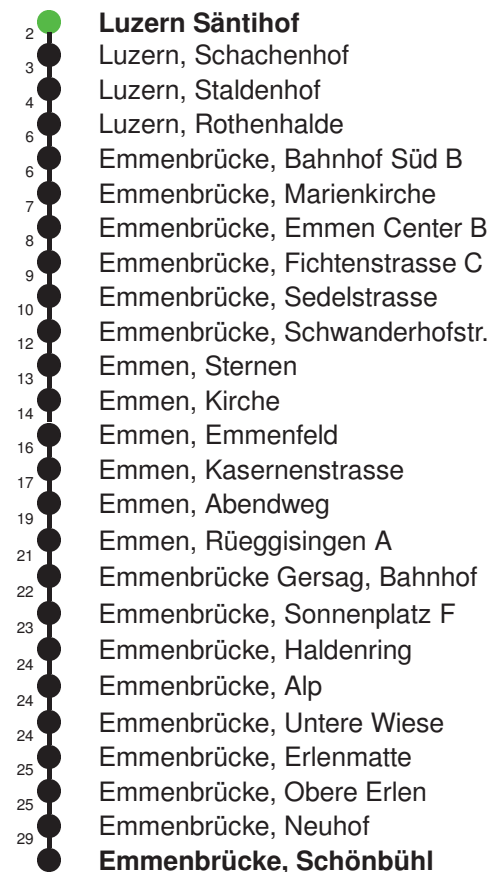 Luzern Säntihof
2
Luzern, Schachenhof
3
Luzern, Staldenhof
4
Luzern, Rothenhalde
6
Emmenbrücke, Bahnhof Süd B
6
Emmenbrücke, Marienkirche
7
Emmenbrücke, Emmen Center B
8
Emmenbrücke, Fichtenstrasse C
9
Emmenbrücke, Sedelstrasse
10
Emmenbrücke, Schwanderhofstr.
12
Emmen, Sternen
13
Emmen, Kirche
14
Emmen, Emmenfeld
16
Emmen, Kasernenstrasse
17
Emmen, Abendweg
19
Emmen, Rüeggisingen A
21
Emmenbrücke Gersag, Bahnhof
22
Emmenbrücke, Sonnenplatz F
23
Emmenbrücke, Haldenring
24
Emmenbrücke, Alp
24
Emmenbrücke, Untere Wiese
24
Emmenbrücke, Erlenmatte
25
Emmenbrücke, Obere Erlen
25
Emmenbrücke, Neuhof
29
Emmenbrücke, Schönbühl